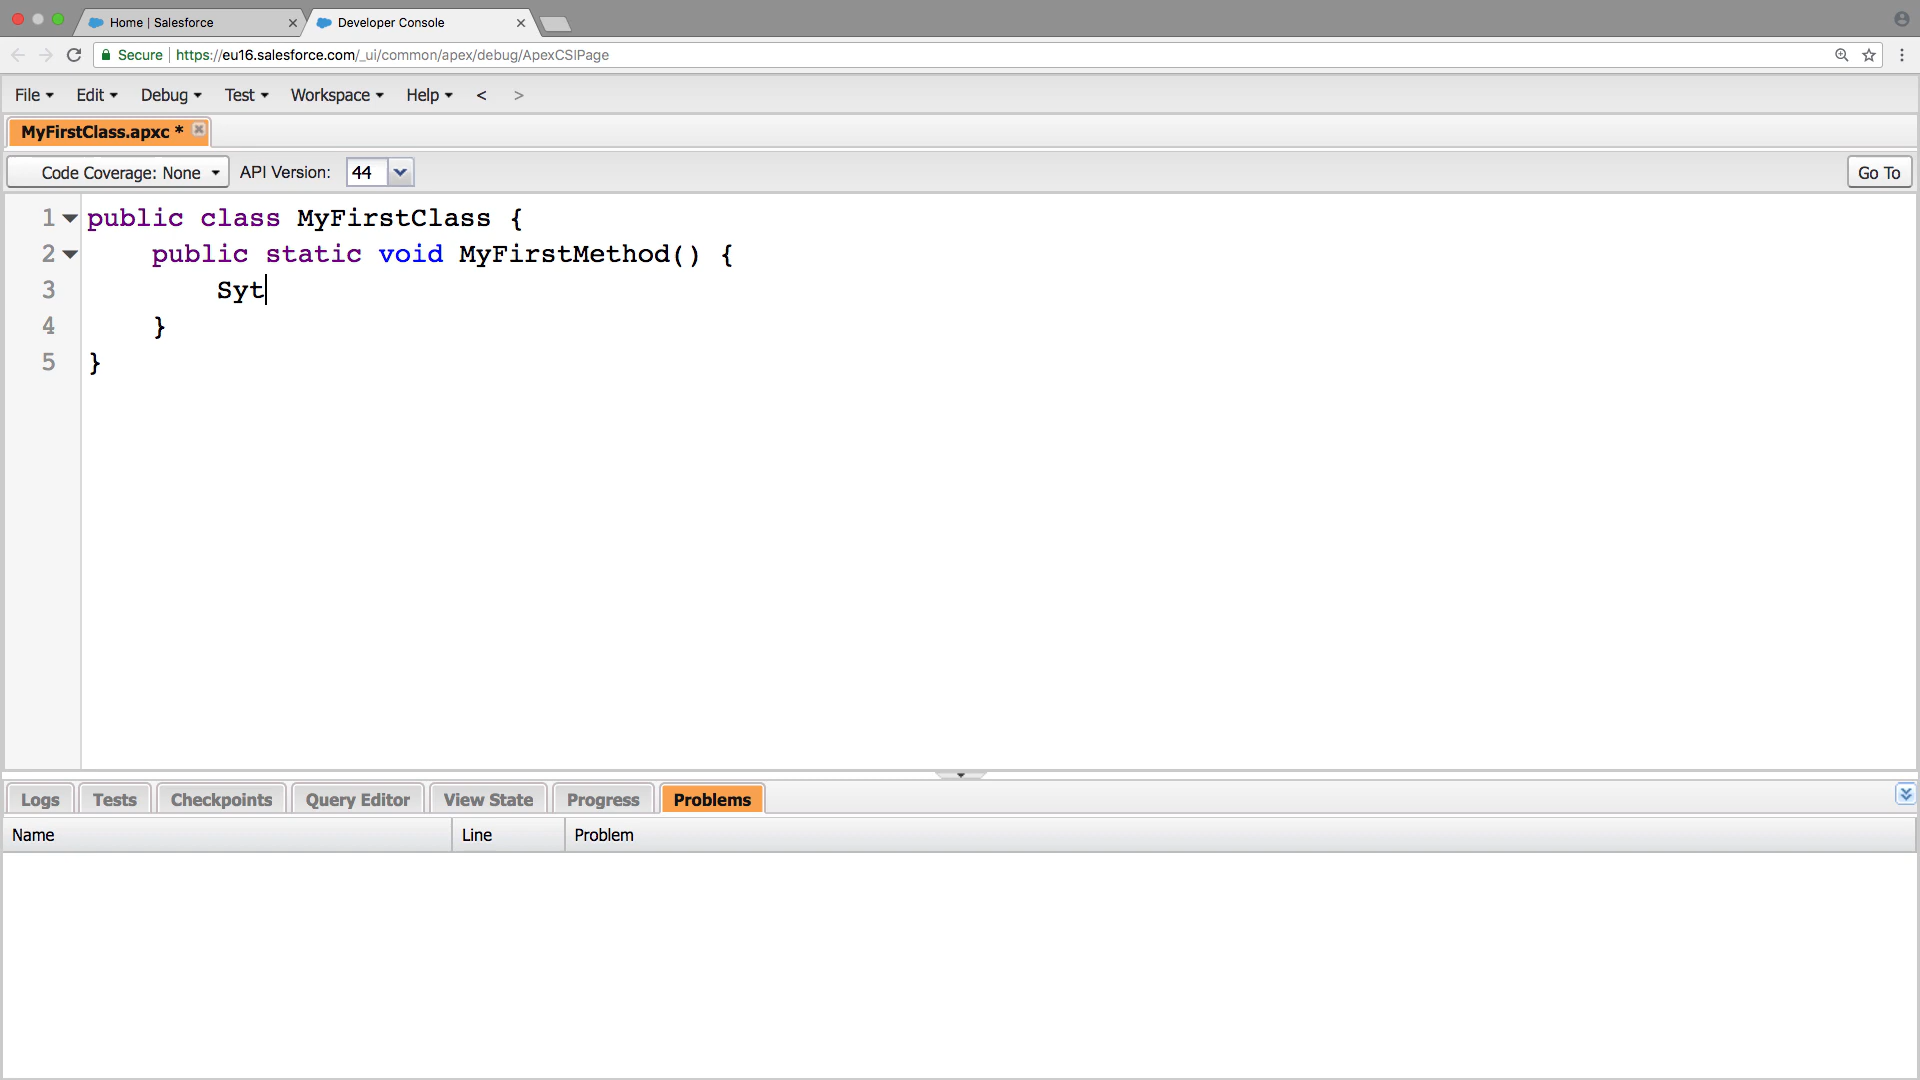 Home | Salesforce
Developer Console
Secure https://eu16.salesforce.com/_ui/common/apex/debug/ApexCSIPage
File Edit Debug Test Workspace Help < >
MyFirstClass.apxc *
Code Coverage: None API Version: 44 Go To
1 public class MyFirstClass {
2 public static void MyFirstMethod() {
3 Syt
4 }
5 }
Logs Tests Checkpoints Query Editor View State Progress Problems
Name Line Problem